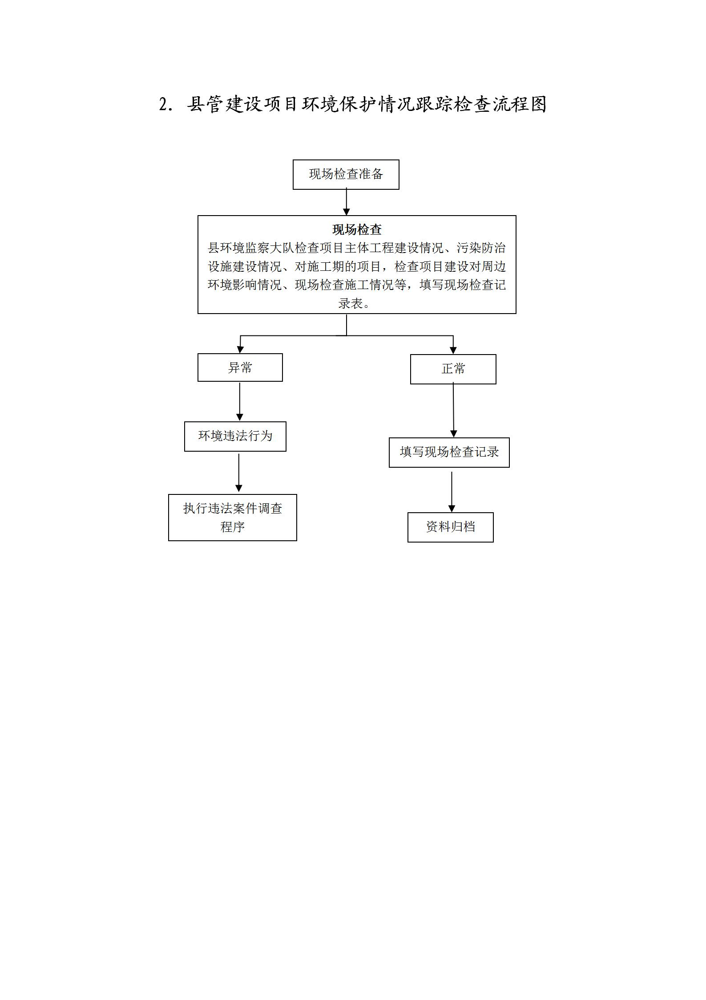 2. 县管建设项目环境保护情况跟踪检查流程图
现场检查准备
现场检查
县环境监察大队检查项目主体工程建设情况、污染防治
设施建设情况、对施工期的项目，检查项目建设对周边
环境影响情况、现场检查施工情况等，填写现场检查记
录表。
异常
正常
环境违法行为
填写现场检查记录
执行违法案件调查
程序
资料归档